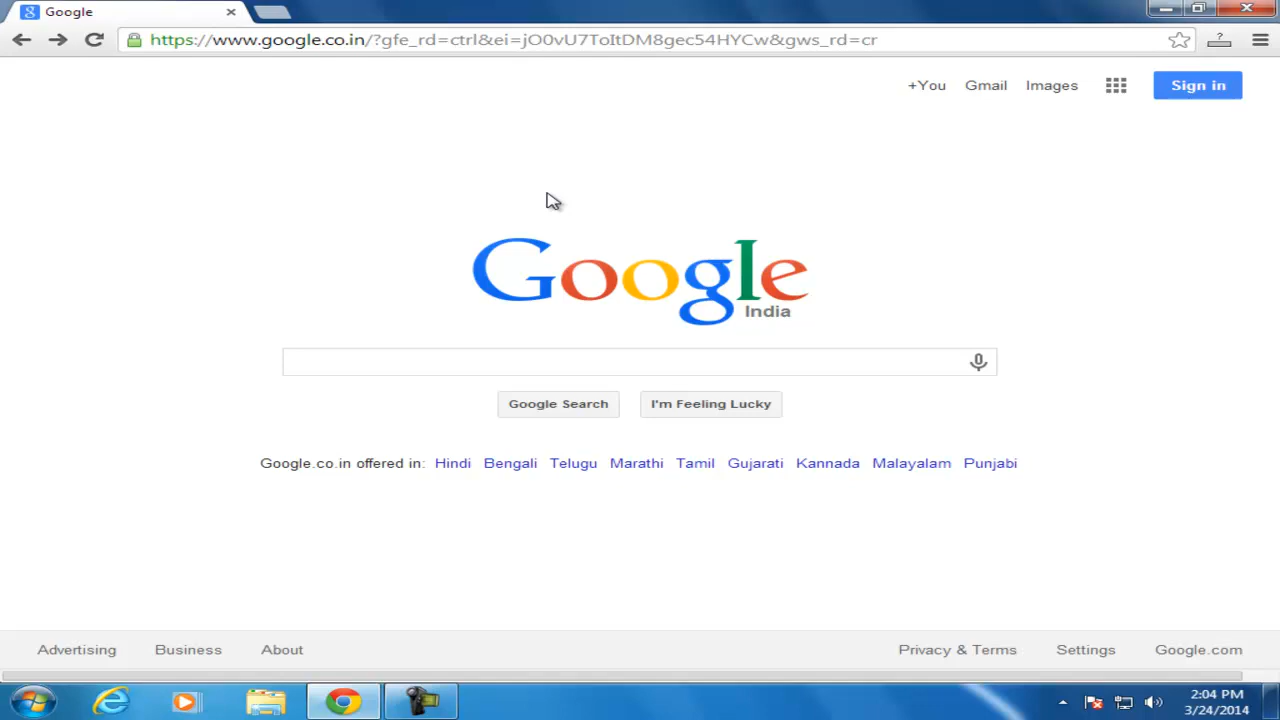 Google
https://www.google.co.in/?gfe_rd=ctrl&ei=jO0vU7ToItDM8gec54HYCw&gws_rd=cr
+You Gmail Images Sign in
Google
India
Google Search I'm Feeling Lucky
Google.co.in offered in: Hindi Bengali Telugu Marathi Tamil Gujarati Kannada Malayalam Punjabi
Advertising Business About Privacy & Terms Settings Google.com
2:04 PM
3/24/2014